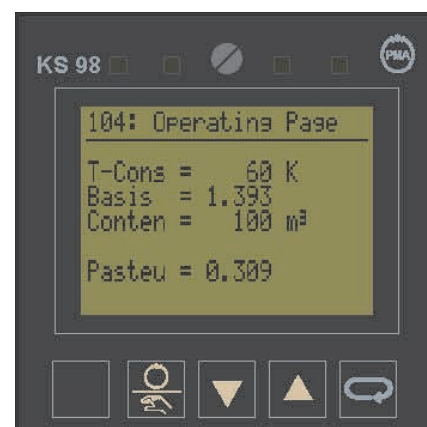 KS 98
PMA
104: Operating Page
T-Cons = 60 K
Basis = 1.393
Conten = 100 m³
Pasteu = 0.309